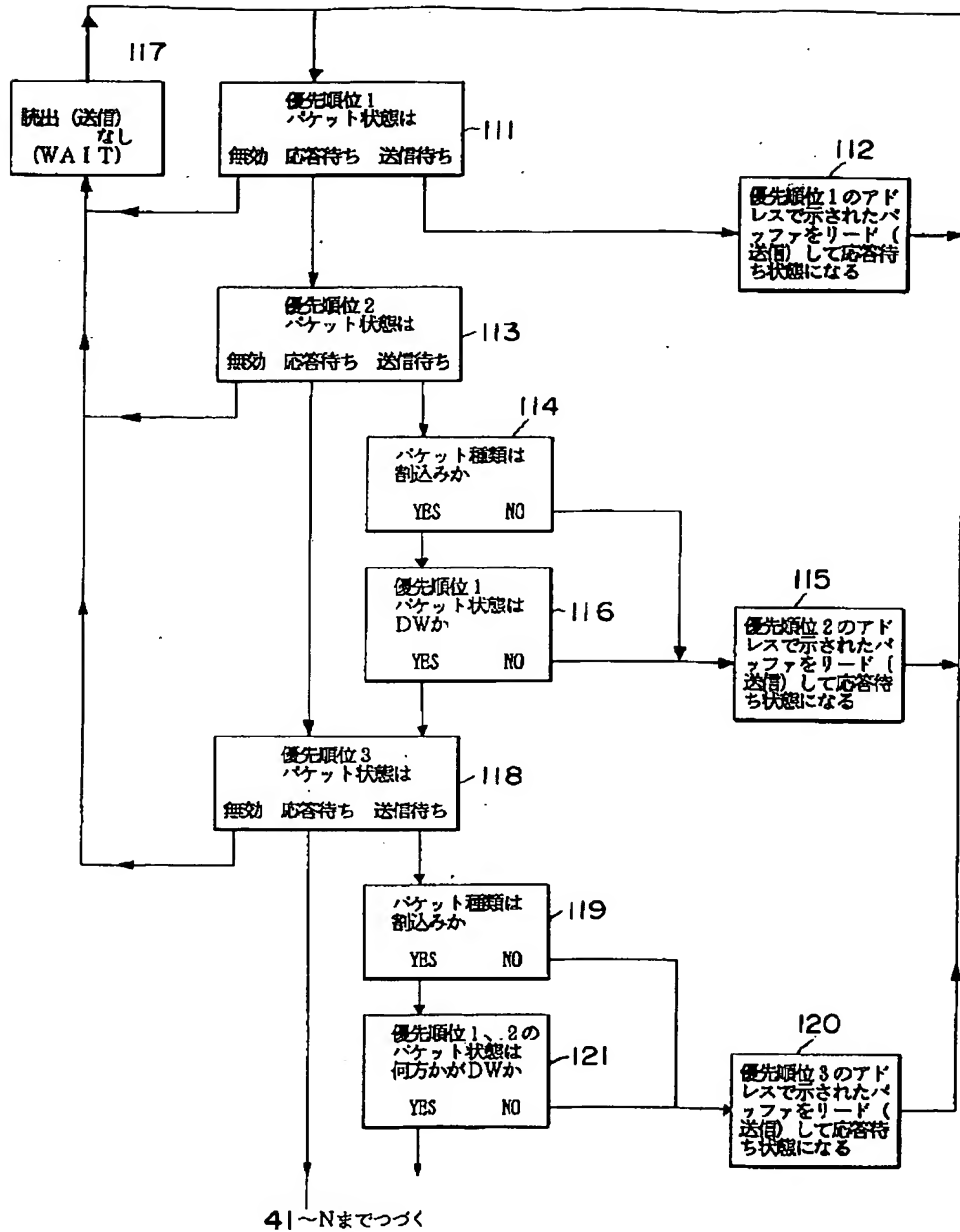 117
読出(送信)
なし
(WAIT)
優先順位1
パケット状態は
無効 応答待ち 送信待ち
111
112
優先順位1のアド
レスで示されたバ
ッファをリード(
送信)して応答待
ち状態になる
優先順位2
パケット状態は
無効 応答待ち 送信待ち
113
114
パケット種類は
割込みか
YES NO
優先順位1
パケット状態は
DWか
YES NO
116
115
優先順位2のアド
レスで示されたバ
ッファをリード(
送信)して応答待
ち状態になる
優先順位3
パケット状態は
無効 応答待ち 送信待ち
118
パケット種類は
割込みか
YES NO
119
優先順位1、2の
パケット状態は
何方かがDWか
YES NO
121
120
優先順位3のアド
レスで示されたバ
ッファをリード(
送信)して応答待
ち状態になる
41~Nまでつづく